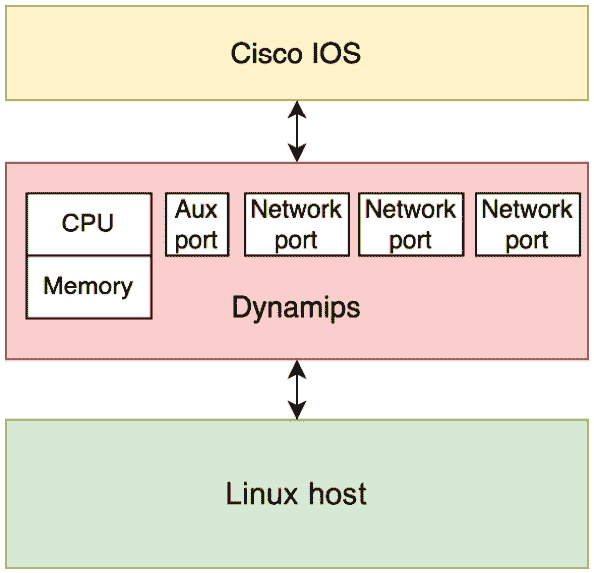 Cisco IOS
CPU
Memory
Aux
port
Network
port
Network
port
Network
port
Dynamips
Linux host